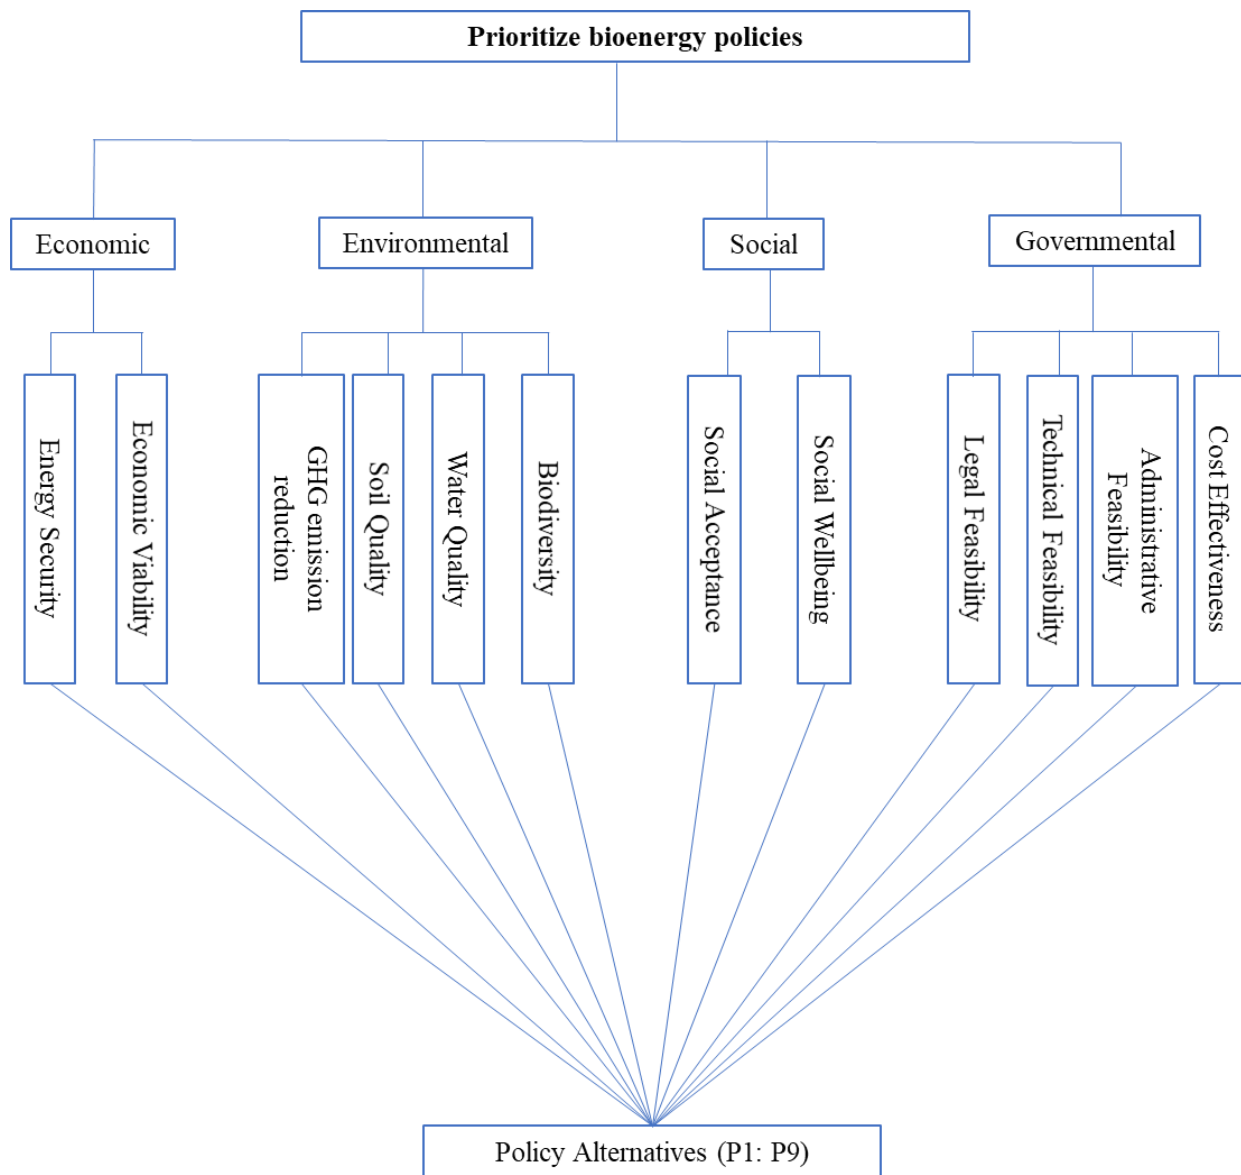 Prioritize bioenergy policies
Economic
Environmental
Social
Governmental
Energy Security
Economic Viability
GHG emission
reduction
Soil Quality
Water Quality
Biodiversity
Social Acceptance
Social Wellbeing
Legal Feasibility
Technical Feasibility
Administrative
Feasibility
Cost Effectiveness
Policy Alternatives (P1: P9)